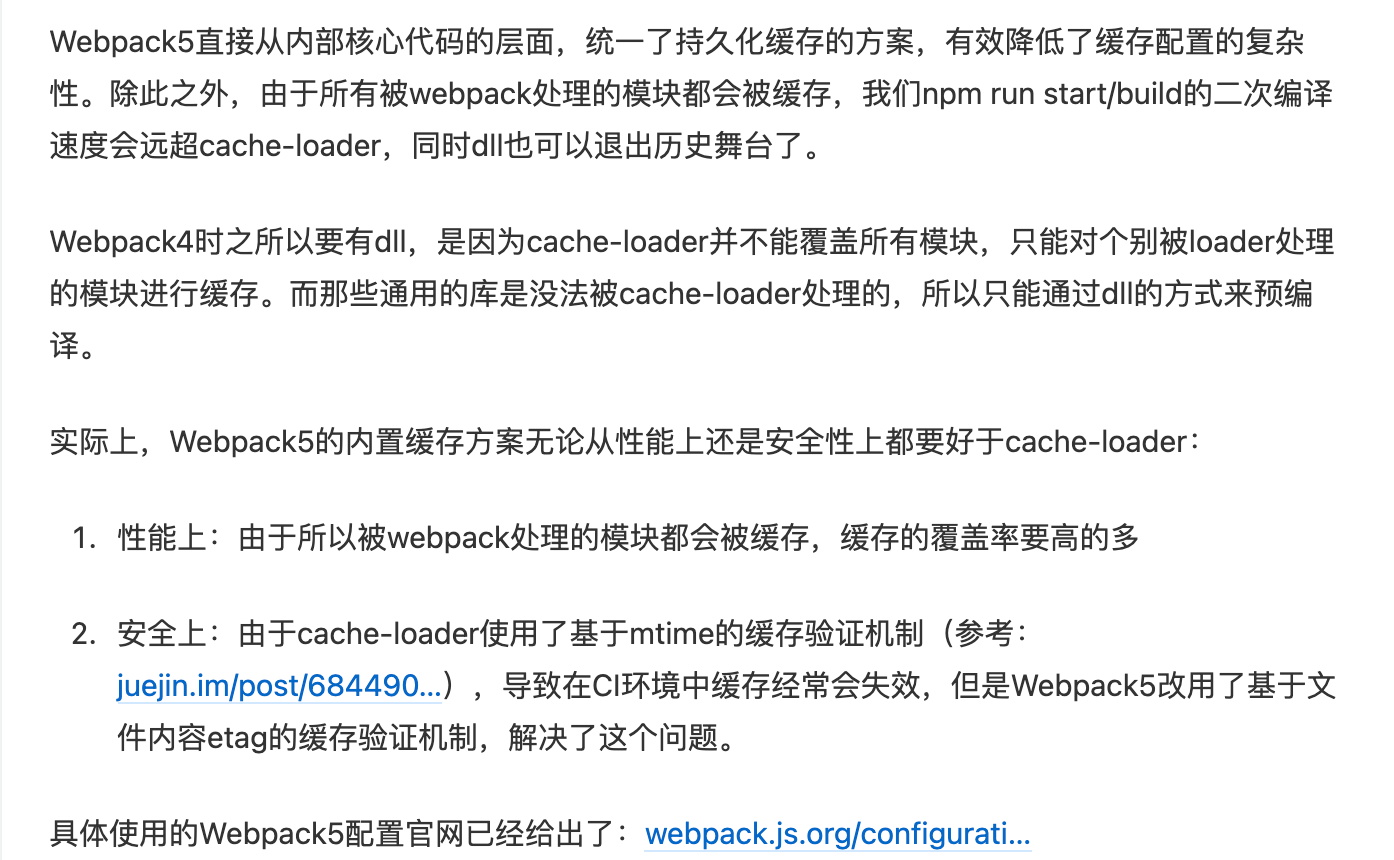 Webpack5直接从内部核心代码的层面，统一了持久化缓存的方案，有效降低了缓存配置的复杂
性。除此之外，由于所有被webpack处理的模块都会被缓存，我们npm run start/build的二次编译
速度会远超cache-loader，同时dll也可以退出历史舞台了。
Webpack4时之所以要有dll，是因为cache-loader并不能覆盖所有模块，只能对个别被loader处理
的模块进行缓存。而那些通用的库是没法被cache-loader处理的，所以只能通过dll的方式来预编
译。
实际上，Webpack5的内置缓存方案无论从性能上还是安全性上都要好于cache-loader：
1. 性能上：由于所以被webpack处理的模块都会被缓存，缓存的覆盖率要高的多
2. 安全上：由于cache-loader使用了基于mtime的缓存验证机制（参考：
juejin.im/post/684490...），导致在CI环境中缓存经常会失效，但是Webpack5改用了基于文
件内容etag的缓存验证机制，解决了这个问题。
具体使用的Webpack5配置官网已经给出了：webpack.js.org/configurati...